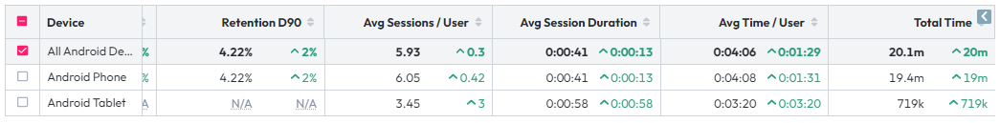 Device Retention D90 Avg Sessions / User Avg Session Duration Avg Time / User Total Time
All Android De... % 4.22% 2% 5.93 0.3 0:00:41 0:00:13 0:04:06 0:01:29 20.1m 20m
Android Phone % 4.22% 2% 6.05 0.42 0:00:41 0:00:13 0:04:08 0:01:31 19.4m 19m
Android Tablet N/A N/A 3.45 3 0:00:58 0:00:58 0:03:20 0:03:20 719k 719k